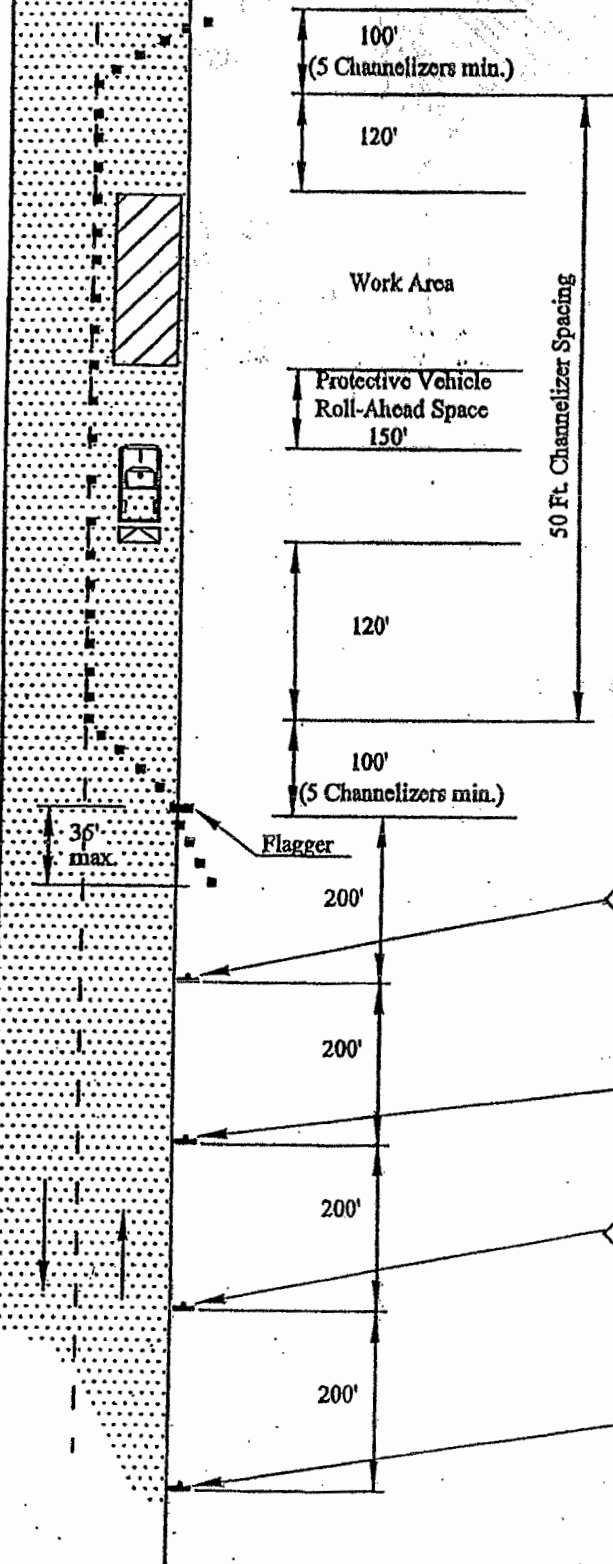 100'
(5 Channelizers min.)
120'
Work Area
Protective Vehicle
Roll-Ahead Space
150'
50 Ft. Channelizer Spacing
120'
100'
(5 Channelizers min.)
36'
max.
Flagger
200'
200'
200'
200'